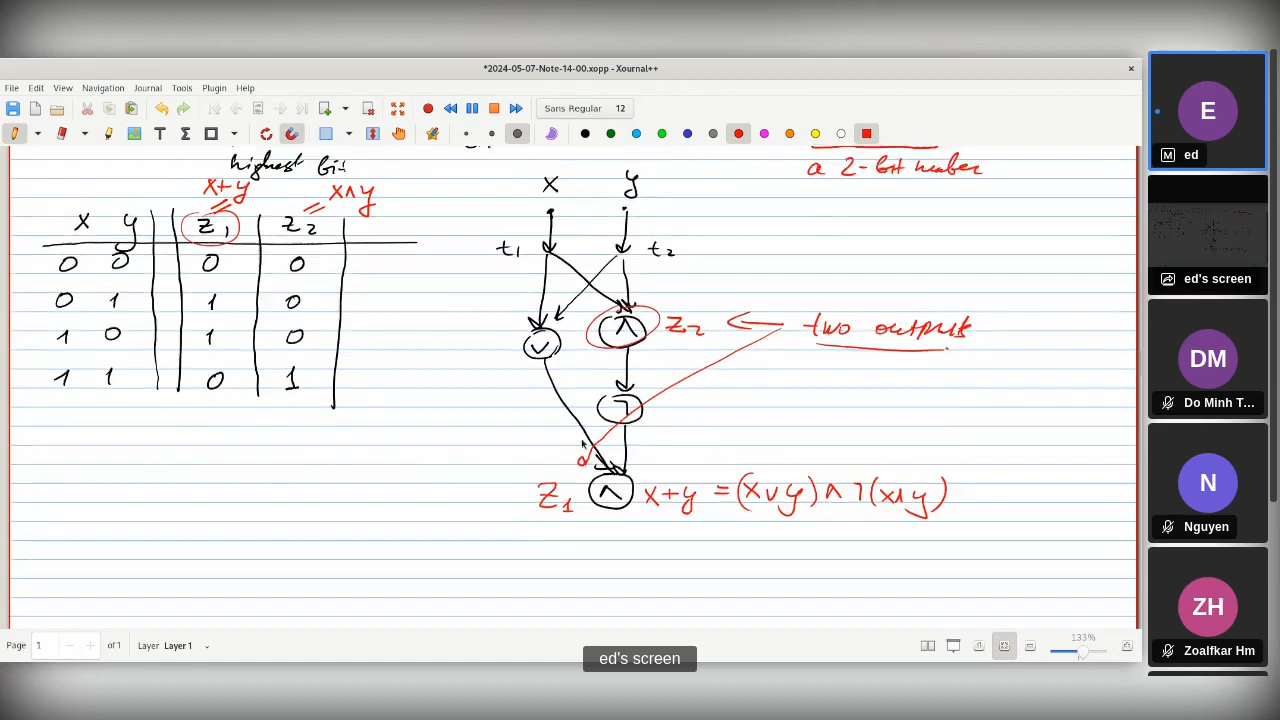 *2024-05-07-Note-14-00.xopp - Xournal++
File Edit View Navigation Journal Tools Plugin Help
Sans Regular 12
highest bit
a 2-bit number
x+y
x∧y
x y z₁ z₂
0 0 0 0
0 1 1 0
1 0 1 0
1 1 0 1
x y
t₁ t₂
∨ ∧ z₂ ← two outputs
¬
z₁ ∧ x+y = (x∨y) ∧ ¬(x∧y)
Page 1 of 1 Layer Layer 1
133%
ed's screen
E
ed
ed's screen
DM
Do Minh T...
N
Nguyen
ZH
Zoalfkar Hm